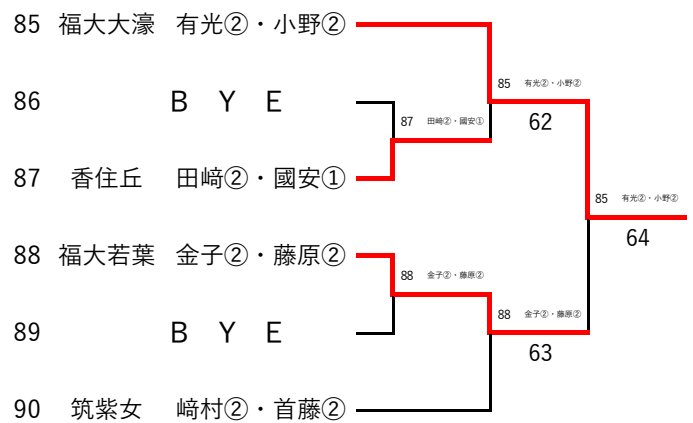 85 福大大濠 有光②・小野②
85 有光②・小野②
86 BYE
87 田﨑②・國安①
62
87 香住丘 田﨑②・國安①
85 有光②・小野②
64
88 福大若葉 金子②・藤原②
88 金子②・藤原②
88 金子②・藤原②
89 BYE
63
90 筑紫女 﨑村②・首藤②